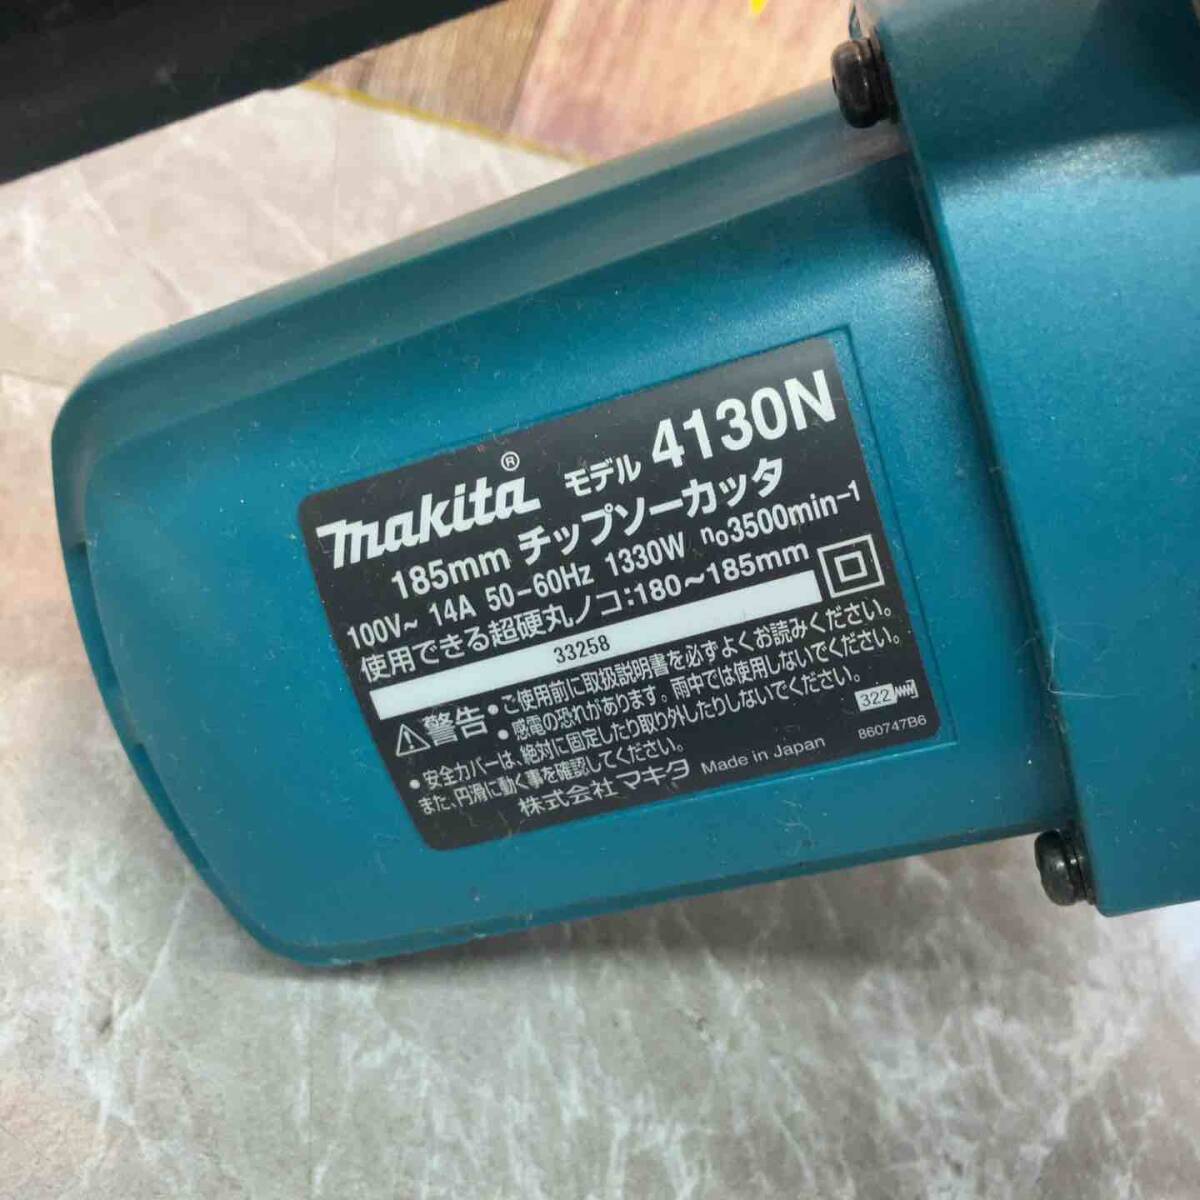 makita® モデル 4130N
185mm チップソーカッタ
100V~ 14A 50-60Hz 1330W n₀3500min-1
使用できる超硬丸ノコ:180~185mm
33258
警告 • ご使用前に取扱説明書を必ずよくお読みください。
• 感電の恐れがあります。雨中では使用しないでください。
• 安全カバーは、絶対に固定したり取り外したりしないでください。
また、円滑に動く事を確認してください。
322
株式会社 マキタ Made in Japan 860747B6